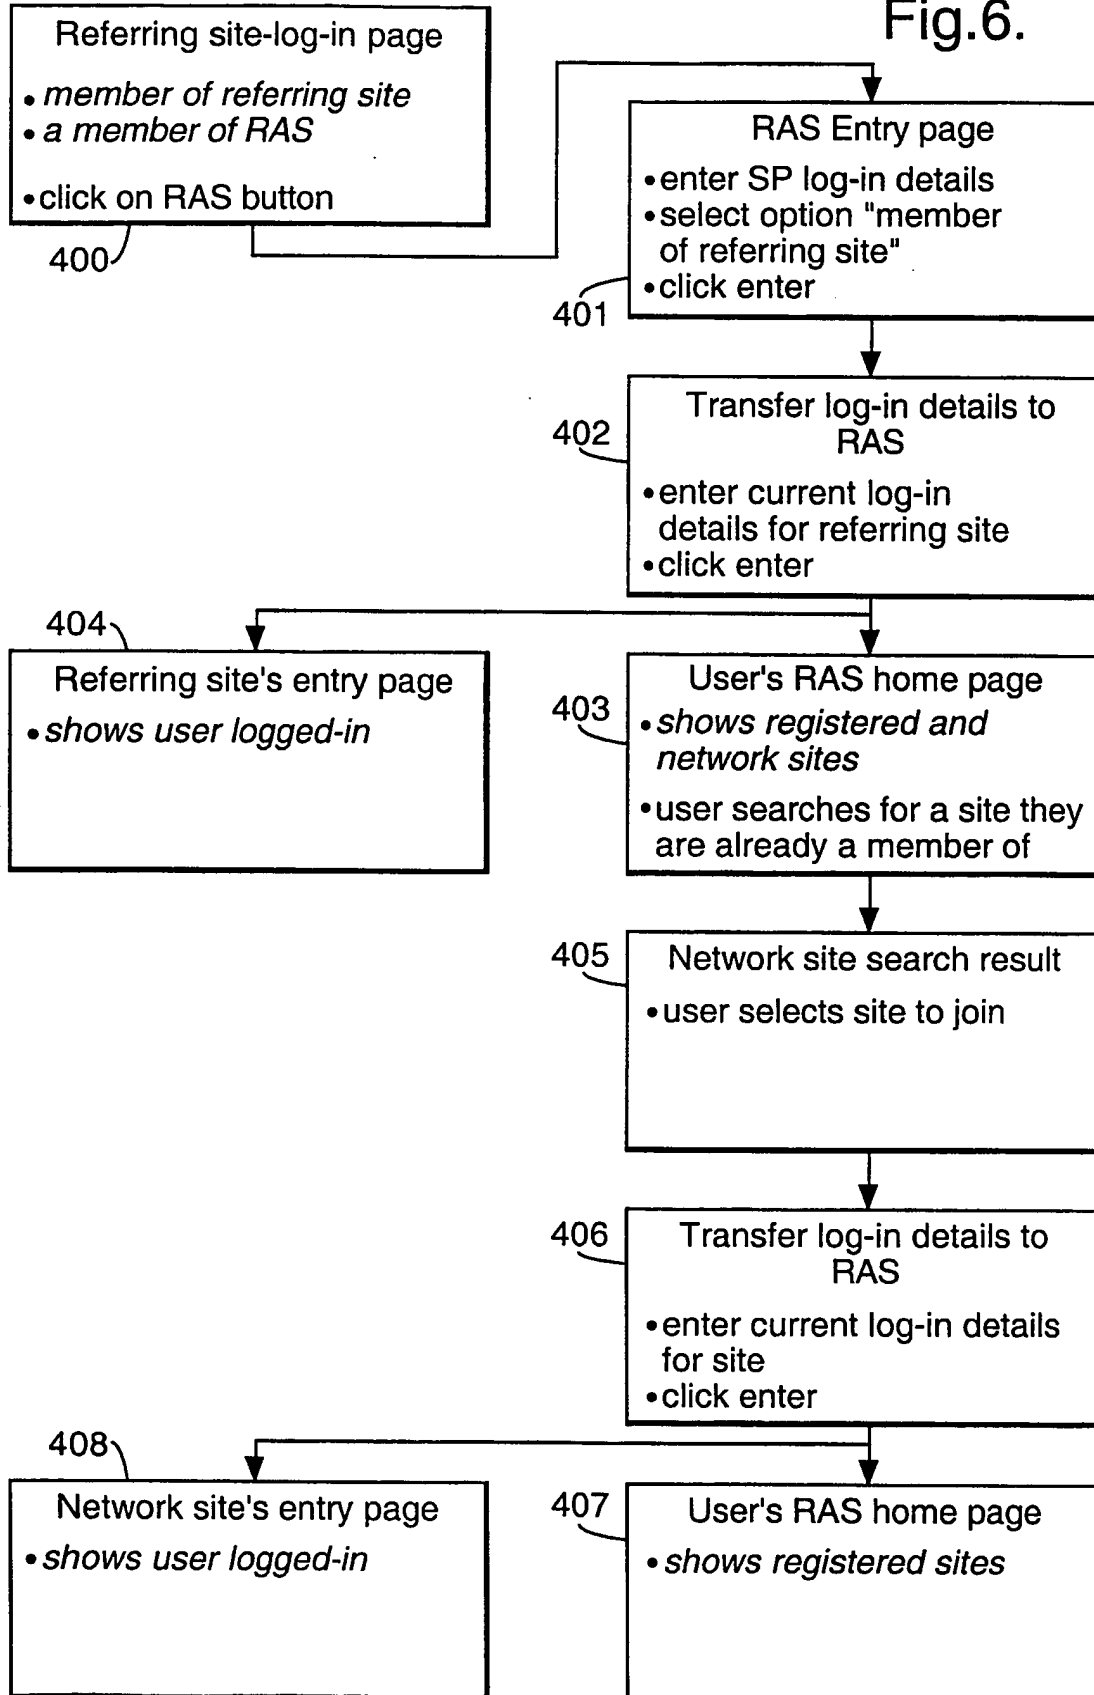 Fig.6.
Referring site-log-in page
• member of referring site
• a member of RAS
• click on RAS button
400
RAS Entry page
• enter SP log-in details
• select option "member
of referring site"
• click enter
401
Transfer log-in details to
RAS
• enter current log-in
details for referring site
• click enter
402
404
Referring site's entry page
• shows user logged-in
User's RAS home page
• shows registered and
network sites
• user searches for a site they
are already a member of
403
405
Network site search result
• user selects site to join
406
Transfer log-in details to
RAS
• enter current log-in details
for site
• click enter
408
Network site's entry page
• shows user logged-in
407
User's RAS home page
• shows registered sites